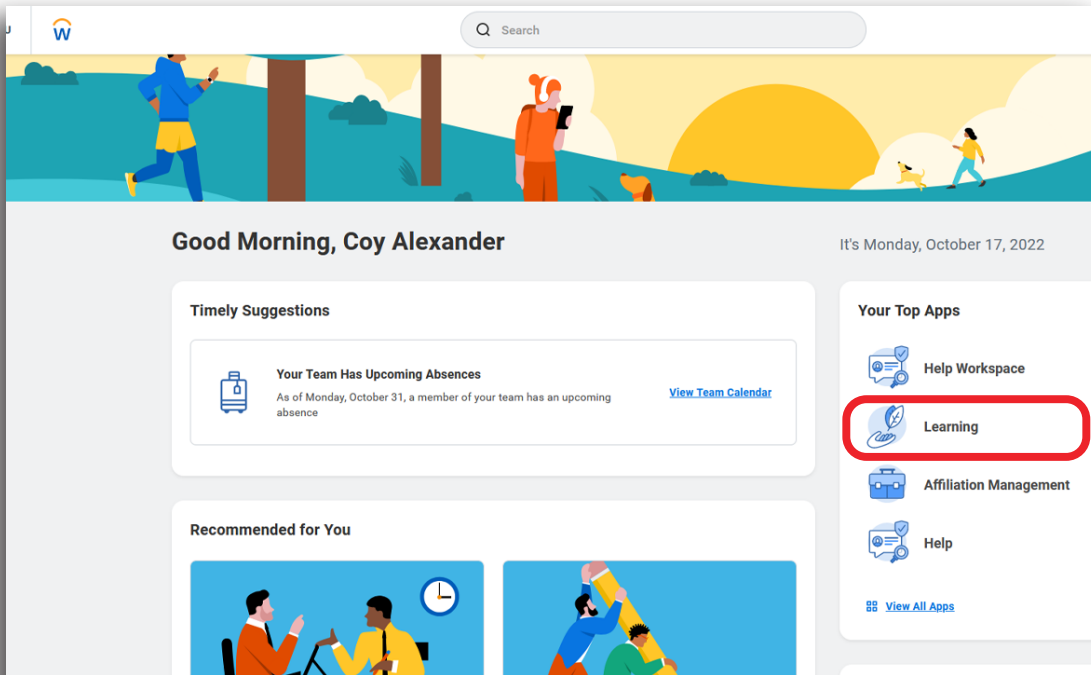 U
W
Search
Good Morning, Coy Alexander
It's Monday, October 17, 2022
Timely Suggestions
Your Team Has Upcoming Absences
As of Monday, October 31, a member of your team has an upcoming
absence
View Team Calendar
Recommended for You
Your Top Apps
Help Workspace
Learning
Affiliation Management
Help
View All Apps